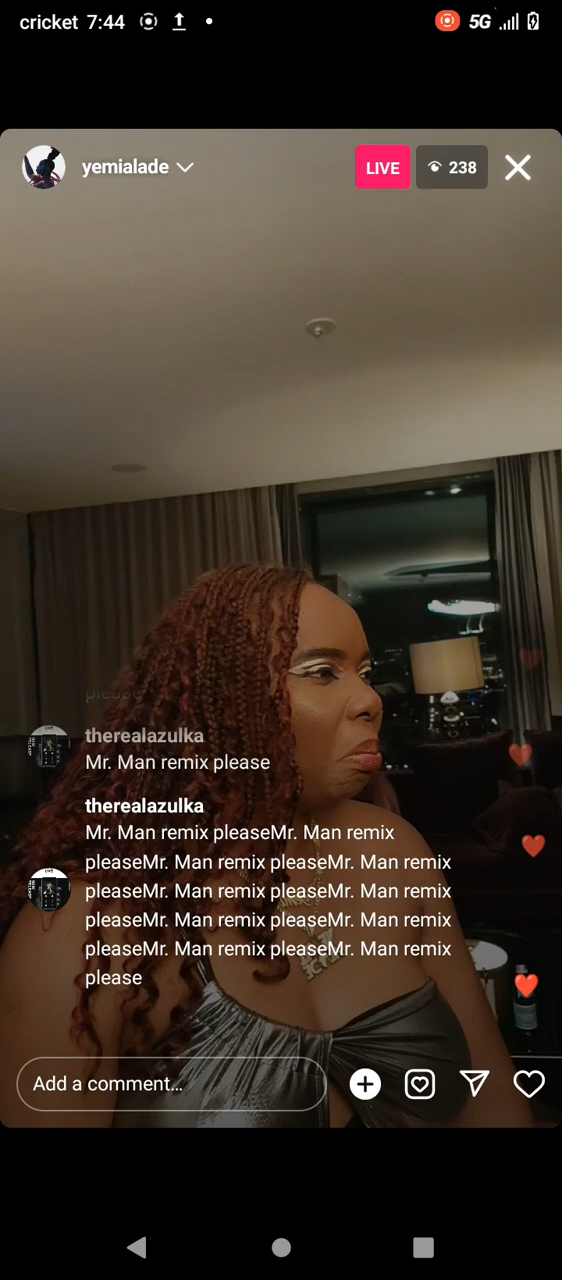 cricket 7:44
5G
yemialade
LIVE
238
please
therealazulka
Mr. Man remix please
therealazulka
Mr. Man remix pleaseMr. Man remix
pleaseMr. Man remix pleaseMr. Man remix
pleaseMr. Man remix pleaseMr. Man remix
pleaseMr. Man remix pleaseMr. Man remix
pleaseMr. Man remix pleaseMr. Man remix
please
Add a comment…